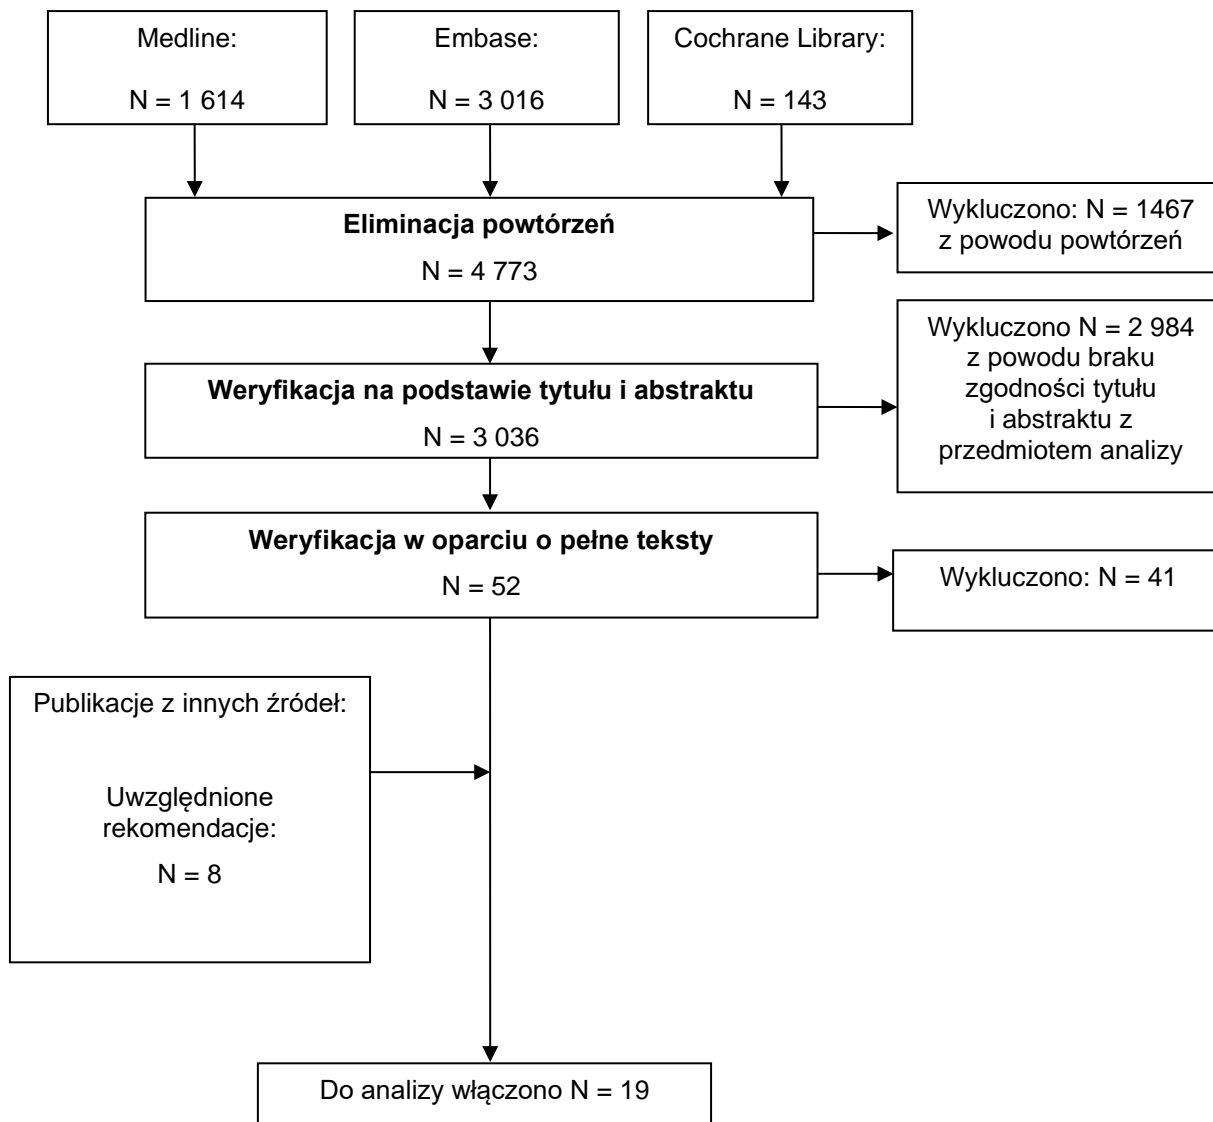 Medline:
N = 1 614
Embase:
N = 3 016
Cochrane Library:
N = 143
Eliminacja powtórzeń
N = 4 773
Wykluczono: N = 1467
z powodu powtórzeń
Weryfikacja na podstawie tytułu i abstraktu
N = 3 036
Wykluczono N = 2 984
z powodu braku
zgodności tytułu
i abstraktu z
przedmiotem analizy
Weryfikacja w oparciu o pełne teksty
N = 52
Wykluczono: N = 41
Publikacje z innych źródeł:
Uwzględnione
rekomendacje:
N = 8
Do analizy włączono N = 19